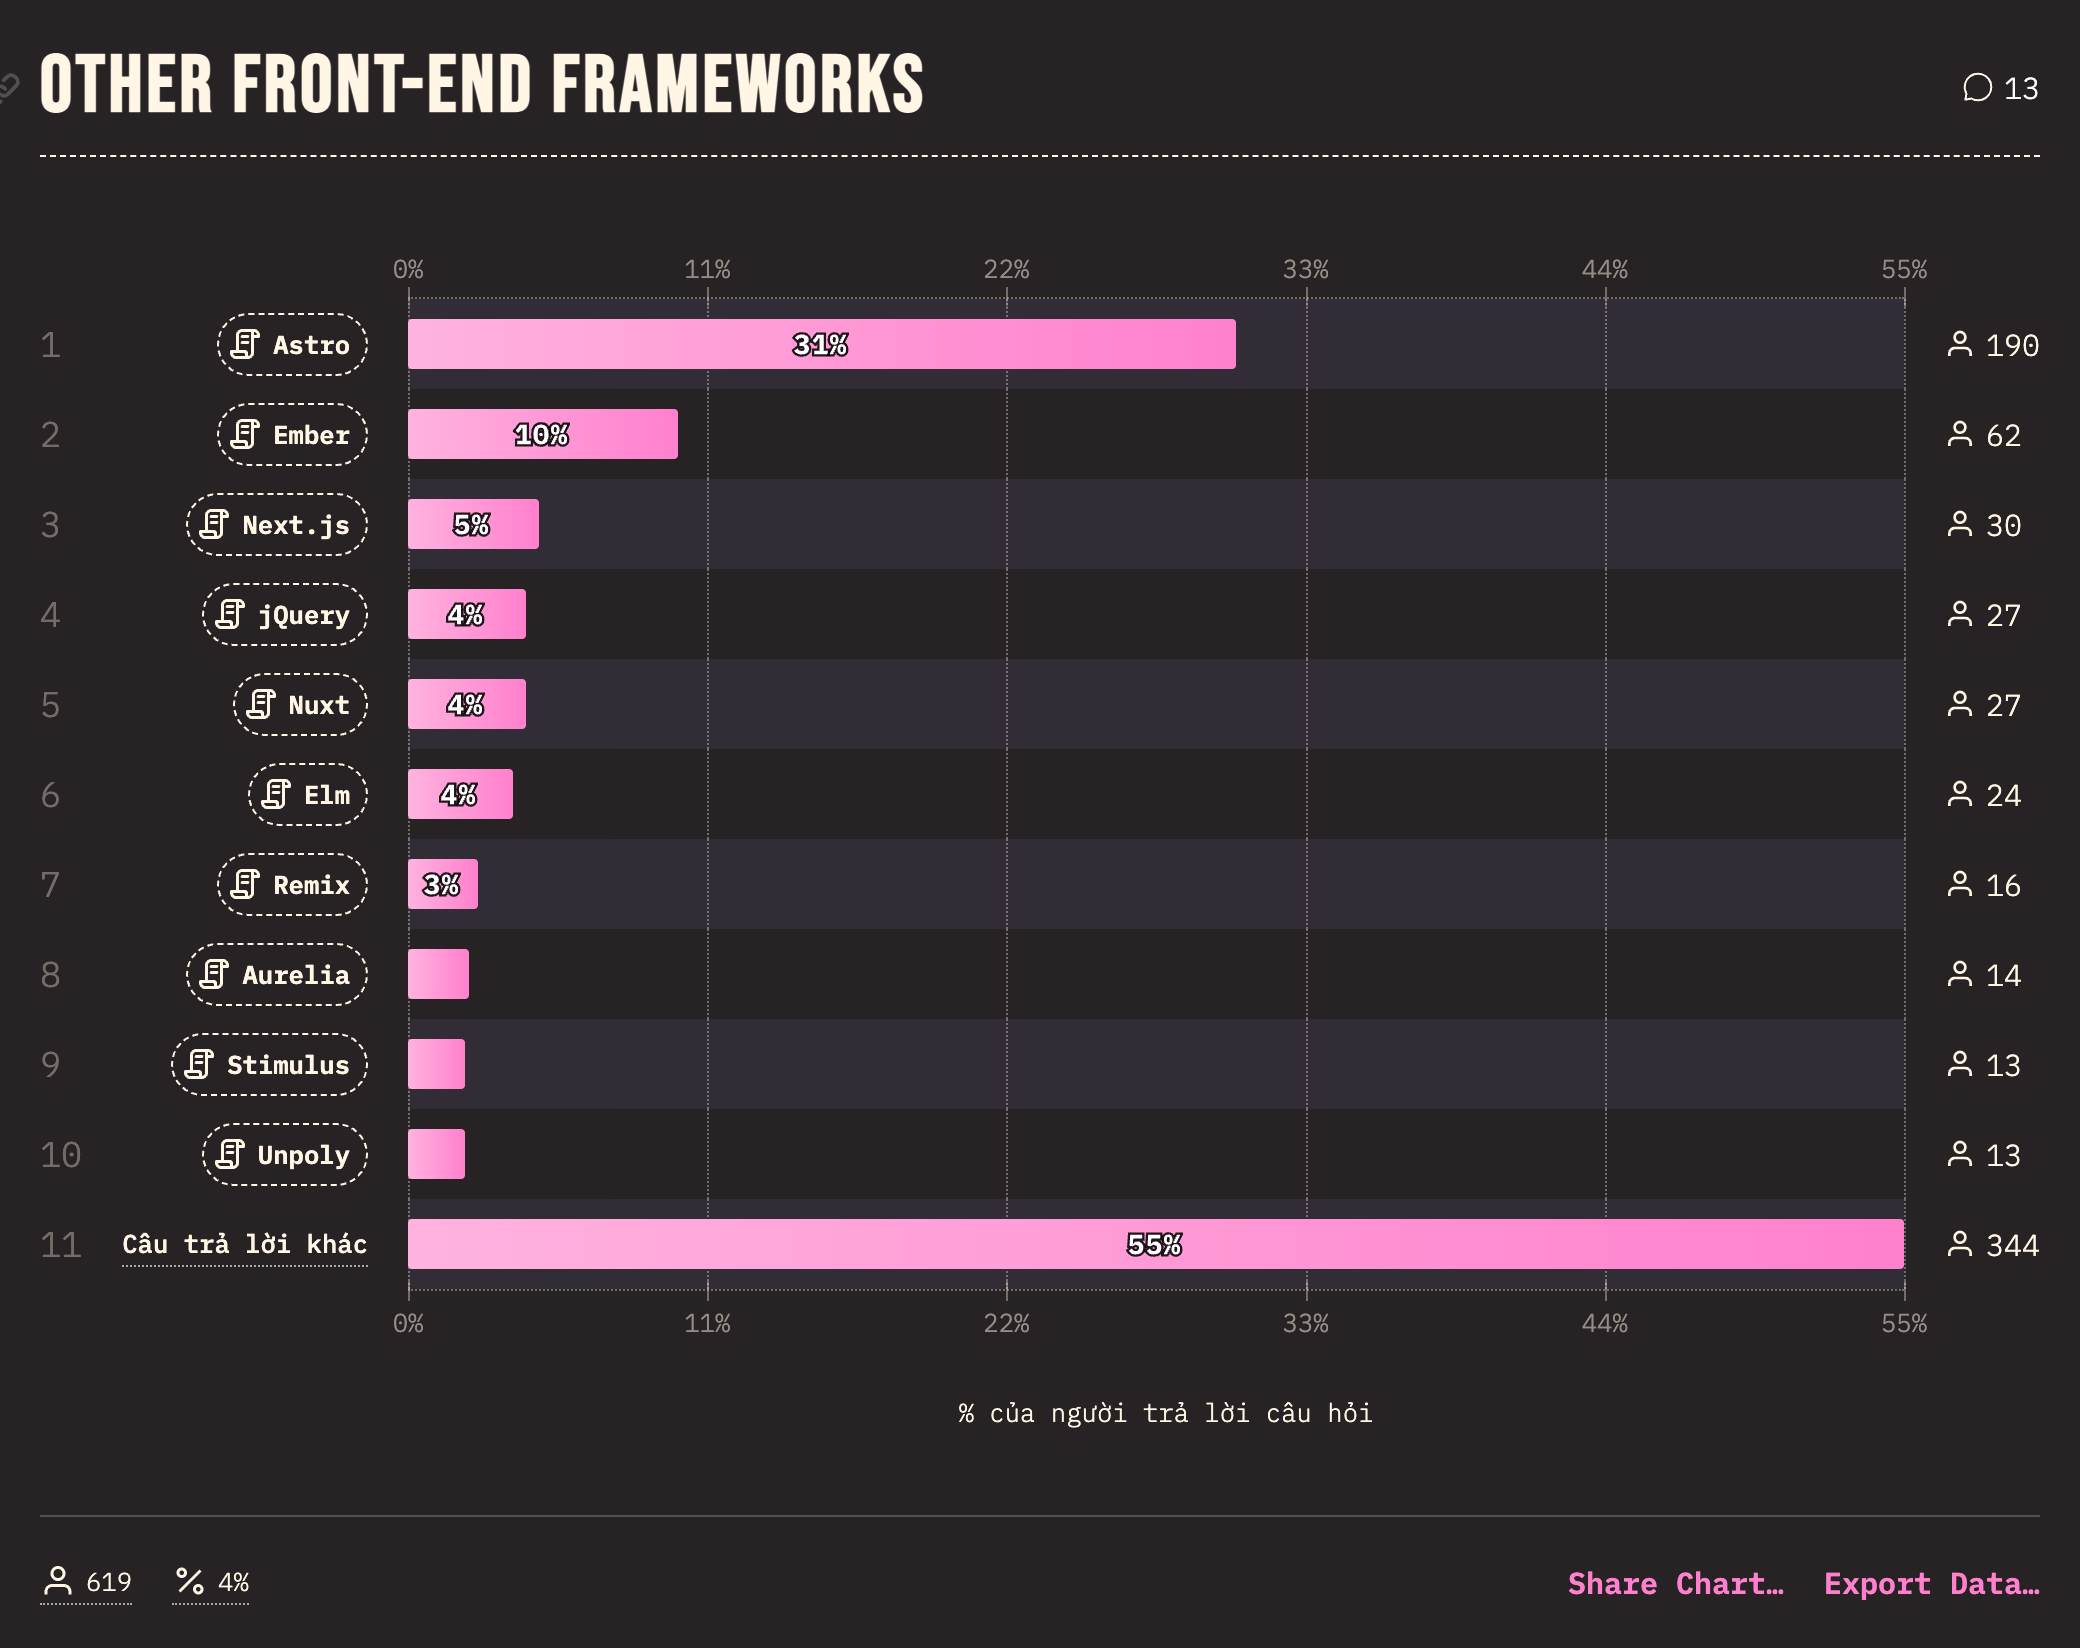 OTHER FRONT-END FRAMEWORKS 13
0% 11% 22% 33% 44% 55%
1 Astro 31% 190
2 Ember 10% 62
3 Next.js 5% 30
4 jQuery 4% 27
5 Nuxt 4% 27
6 Elm 4% 24
7 Remix 3% 16
8 Aurelia 14
9 Stimulus 13
10 Unpoly 13
11 Câu trả lời khác 55% 344
0% 11% 22% 33% 44% 55%
% của người trả lời câu hỏi
619 % 4% Share Chart… Export Data…